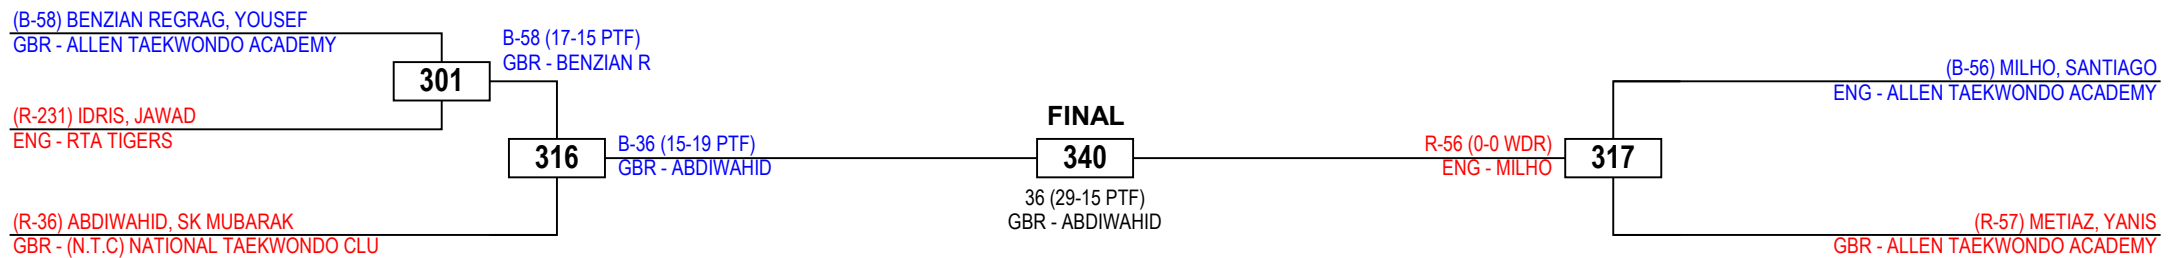 (B-58) BENZIAN REGRAG, YOUSEF
GBR - ALLEN TAEKWONDO ACADEMY
B-58 (17-15 PTF)
GBR - BENZIAN R
301
(R-231) IDRIS, JAWAD
ENG - RTA TIGERS
B-36 (15-19 PTF)
GBR - ABDIWAHID
316
(R-36) ABDIWAHID, SK MUBARAK
GBR - (N.T.C) NATIONAL TAEKWONDO CLU
FINAL
340
36 (29-15 PTF)
GBR - ABDIWAHID
(B-56) MILHO, SANTIAGO
ENG - ALLEN TAEKWONDO ACADEMY
R-56 (0-0 WDR)
ENG - MILHO
317
(R-57) METIAZ, YANIS
GBR - ALLEN TAEKWONDO ACADEMY